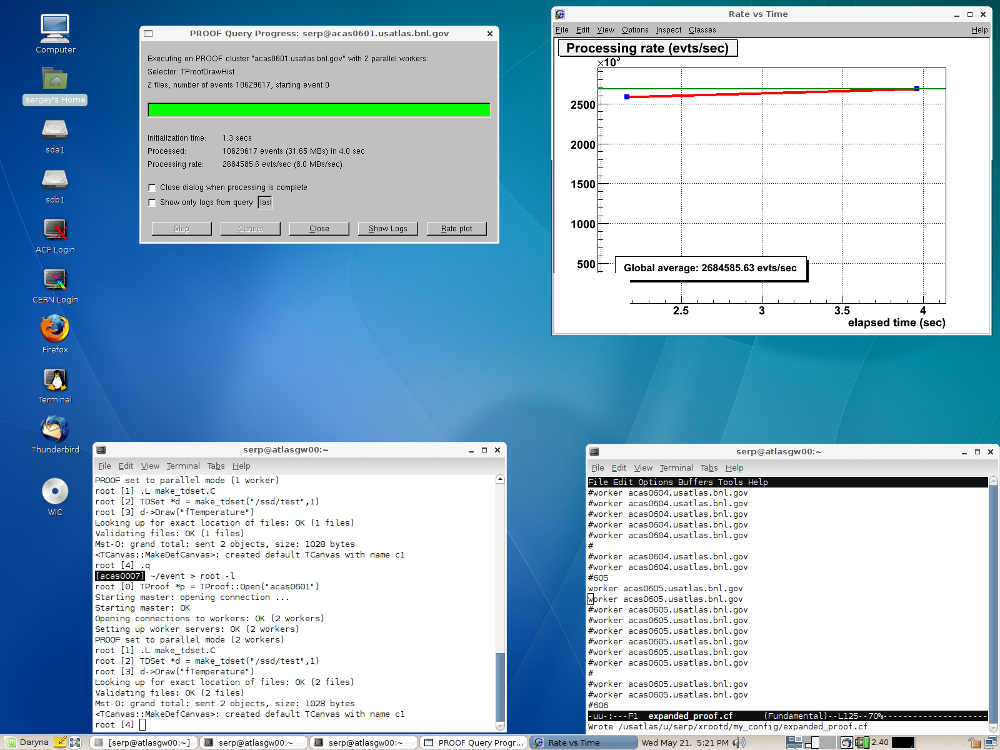 Computer
sergey's Home
sda1
sdb1
ACF Login
CERN Login
Firefox
Terminal
Thunderbird
WIC
PROOF Query Progress: serp@acas0601.usatlas.bnl.gov
Executing on PROOF cluster "acas0601.usatlas.bnl.gov" with 2 parallel workers:
Selector: TProofDrawHist
2 files, number of events 10629617, starting event 0
Initialization time: 1.3 secs
Processed: 10629617 events (31.65 MBs) in 4.0 sec
Processing rate: 2684585.6 evts/sec (8.0 MBs/sec)
Close dialog when processing is complete
Show only logs from query last
Stop Cancel Close Show Logs Rate plot
Rate vs Time
File Edit View Options Inspect Classes Help
Processing rate (evts/sec)
×10³
2500
2000
1500
1000
500
Global average: 2684585.63 evts/sec
2.5 3 3.5 4
elapsed time (sec)
serp@atlasgw00:~
File Edit View Terminal Tabs Help
PROOF set to parallel mode (1 worker)
root [1] .L make_tdset.C
root [2] TDSet *d = make_tdset("/ssd/test",1)
root [3] d->Draw("fTemperature")
Looking up for exact location of files: OK (1 files)
Validating files: OK (1 files)
Mst-0: grand total: sent 2 objects, size: 1028 bytes
<TCanvas::MakeDefCanvas>: created default TCanvas with name c1
root [4] .q
[acas0007] ~/event > root -l
root [0] TProof *p = TProof::Open("acas0601")
Starting master: opening connection ...
Starting master: OK
Opening connections to workers: OK (2 workers)
Setting up worker servers: OK (2 workers)
PROOF set to parallel mode (2 workers)
root [1] .L make_tdset.C
root [2] TDSet *d = make_tdset("/ssd/test",1)
root [3] d->Draw("fTemperature")
Looking up for exact location of files: OK (2 files)
Validating files: OK (2 files)
Mst-0: grand total: sent 2 objects, size: 1028 bytes
<TCanvas::MakeDefCanvas>: created default TCanvas with name c1
root [4]
serp@atlasgw00:~
File Edit View Terminal Tabs Help
File Edit Options Buffers Tools Help
#worker acas0604.usatlas.bnl.gov
#worker acas0604.usatlas.bnl.gov
#worker acas0604.usatlas.bnl.gov
#worker acas0604.usatlas.bnl.gov
#worker acas0604.usatlas.bnl.gov
#
#worker acas0604.usatlas.bnl.gov
#worker acas0604.usatlas.bnl.gov
#605
worker acas0605.usatlas.bnl.gov
worker acas0605.usatlas.bnl.gov
#worker acas0605.usatlas.bnl.gov
#worker acas0605.usatlas.bnl.gov
#worker acas0605.usatlas.bnl.gov
#worker acas0605.usatlas.bnl.gov
#worker acas0605.usatlas.bnl.gov
#worker acas0605.usatlas.bnl.gov
#
#worker acas0605.usatlas.bnl.gov
#worker acas0605.usatlas.bnl.gov
#606
-uu-:---F1 expanded_proof.cf (Fundamental)--L125--70%---------------------
Wrote /usatlas/u/serp/xrootd/my_config/expanded_proof.cf
Daryna [serp@atlasgw00:~] serp@atlasgw00:~ serp@atlasgw00:~ PROOF Query Progr... Rate vs Time Wed May 21, 5:21 PM 2.40